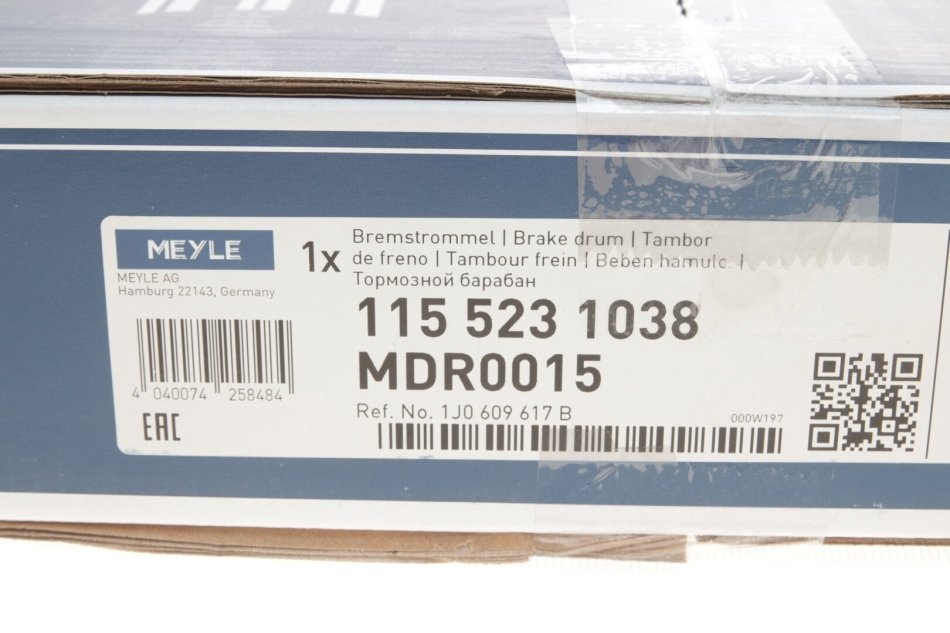 MEYLE
MEYLE AG
Hamburg 22143, Germany
4 040074 258484
EAC
1x
Bremstrommel | Brake drum | Tambor
de freno | Tambour frein | Beben hamulc. |
Тормозной барабан
115 523 1038
MDR0015
Ref. No. 1J0 609 617 B
000W197